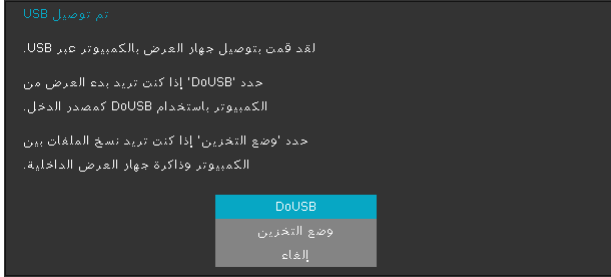 تم توصيل USB
لقد قمت بتوصيل جهاز العرض بالكمبيوتر عبر USB.
حدد 'DoUSB' إذا كنت تريد بدء العرض من
الكمبيوتر باستخدام DoUSB كمصدر الدخل.
حدد 'وضع التخزين' إذا كنت تريد نسخ الملفات بين
الكمبيوتر وذاكرة جهاز العرض الداخلية.
DoUSB
وضع التخزين
إلغاء